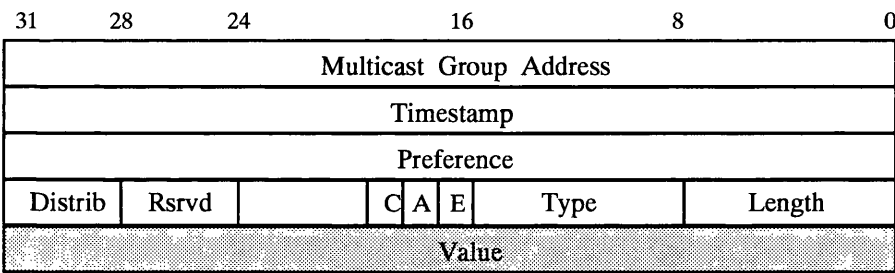 31 28 24 16 8 0
Multicast Group Address
Timestamp
Preference
Distrib Rsrvd C A E Type Length
Value